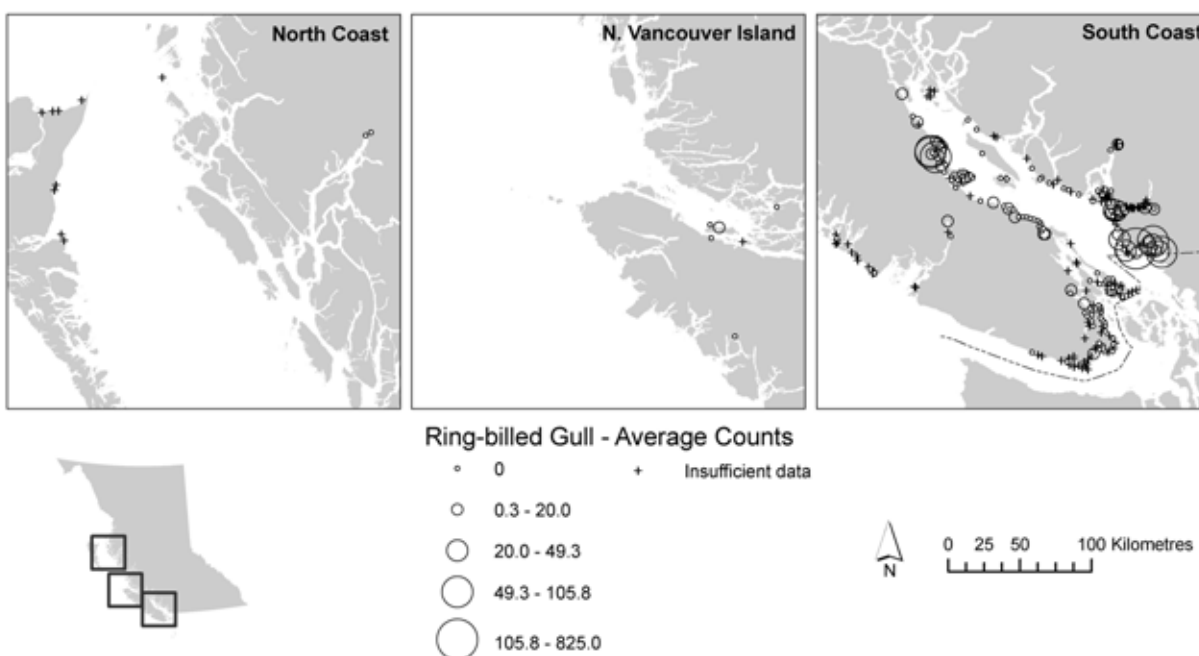 North Coast
N. Vancouver Island
South Coast
Ring-billed Gull - Average Counts
0
+ Insufficient data
0.3 - 20.0
20.0 - 49.3
49.3 - 105.8
105.8 - 825.0
N
0 25 50 100 Kilometres